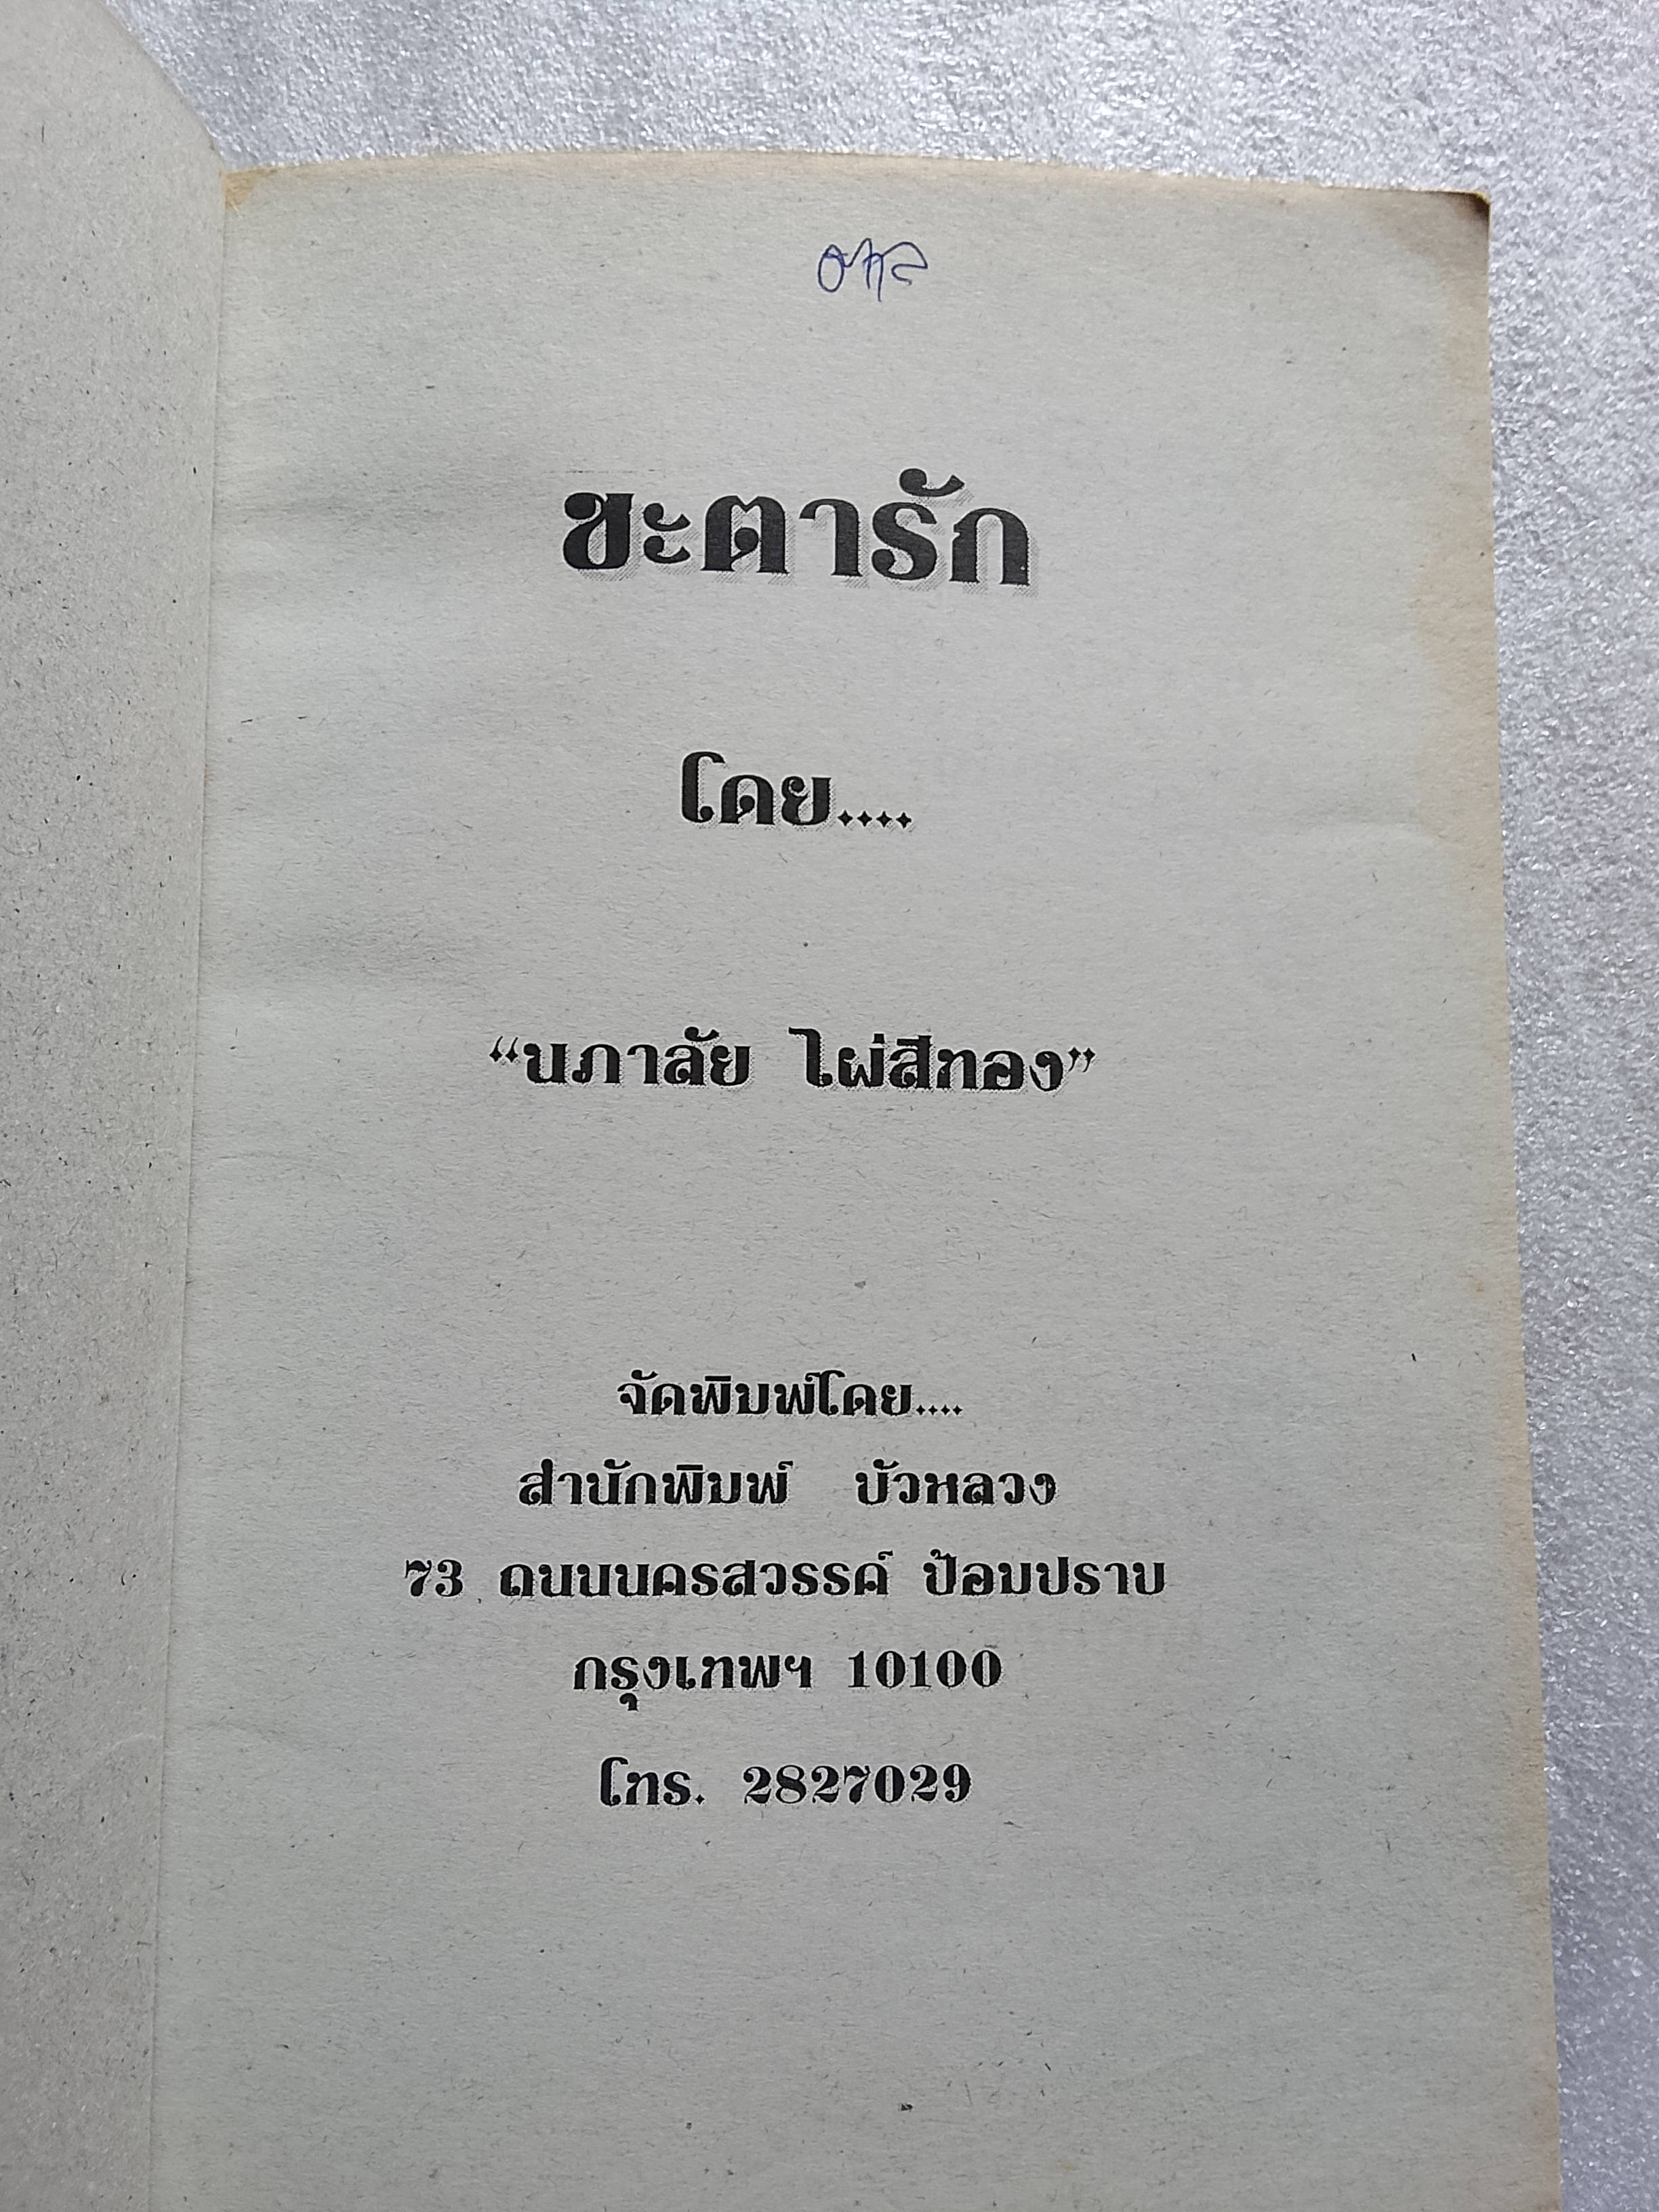 ชะตารัก
โดย....
“นภาลัย ไผ่สีทอง”
จัดพิมพ์โดย....
สำนักพิมพ์ บัวหลวง
73 ถนนนครสวรรค์ ป้อมปราบ
กรุงเทพฯ 10100
โทร. 2827029